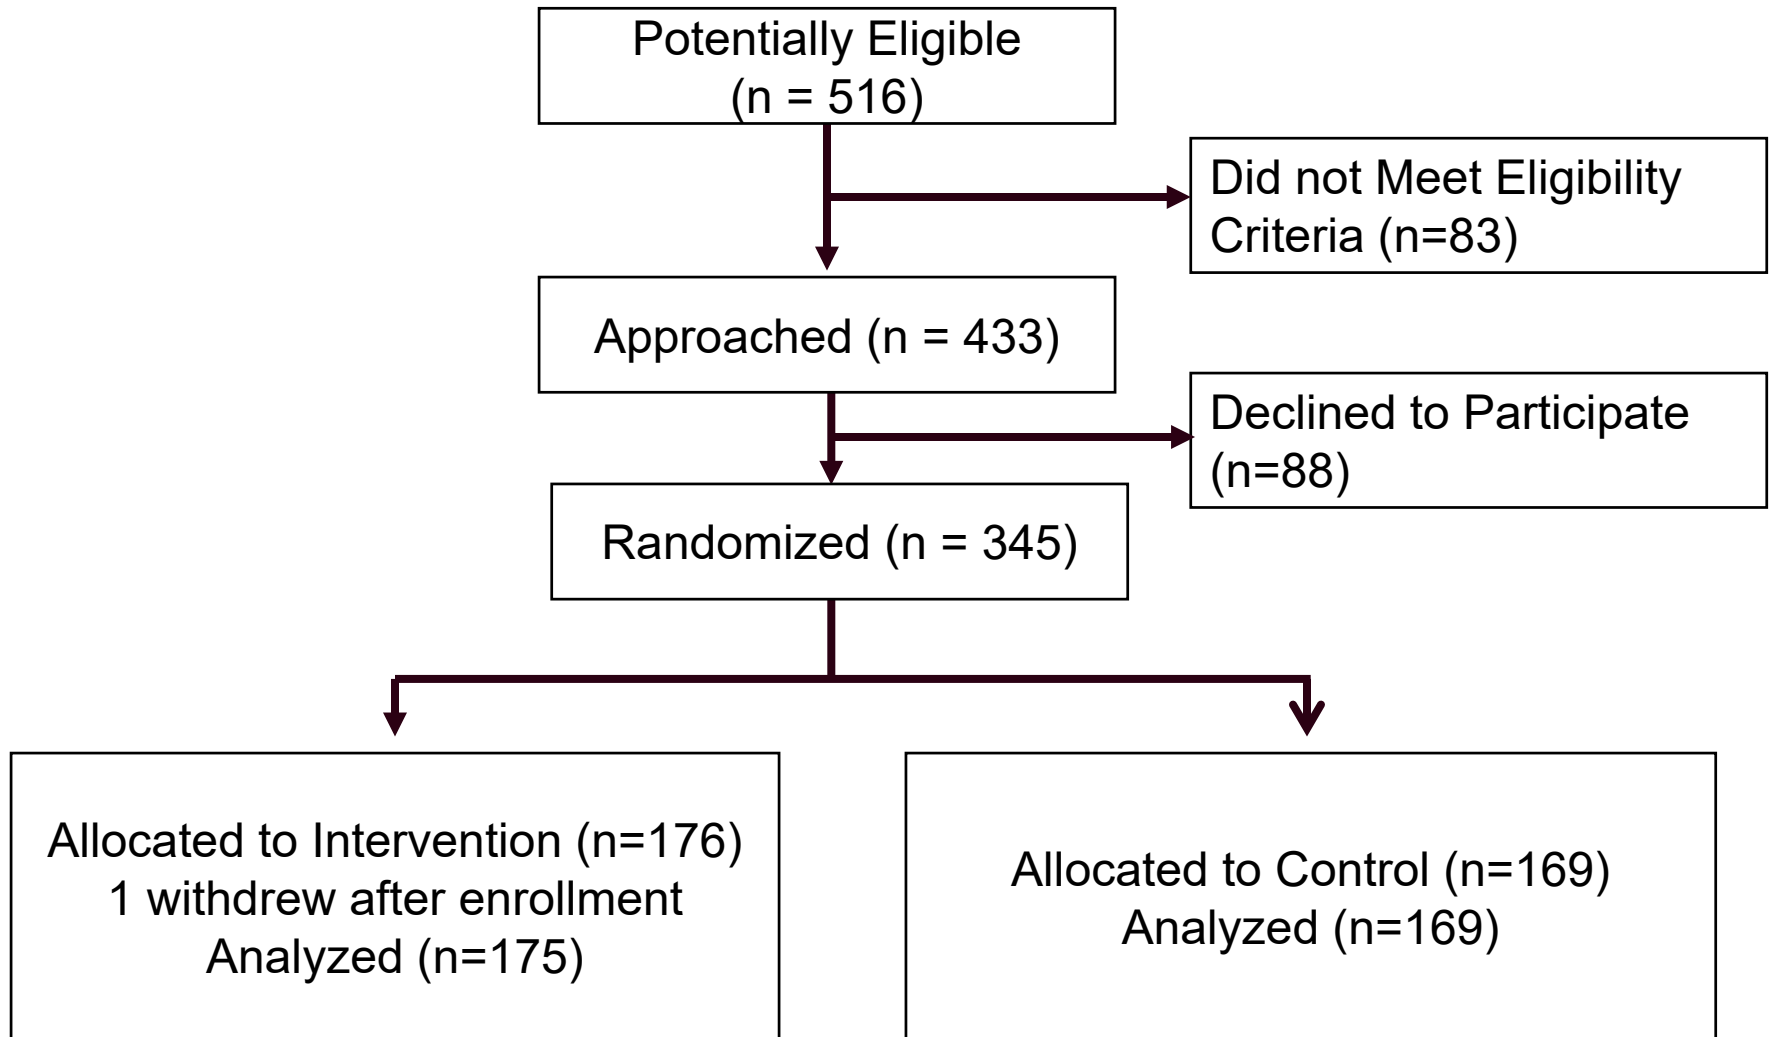 Potentially Eligible
(n = 516)
Did not Meet Eligibility
Criteria (n=83)
Approached (n = 433)
Declined to Participate
(n=88)
Randomized (n = 345)
Allocated to Intervention (n=176)
1 withdrew after enrollment
Analyzed (n=175)
Allocated to Control (n=169)
Analyzed (n=169)